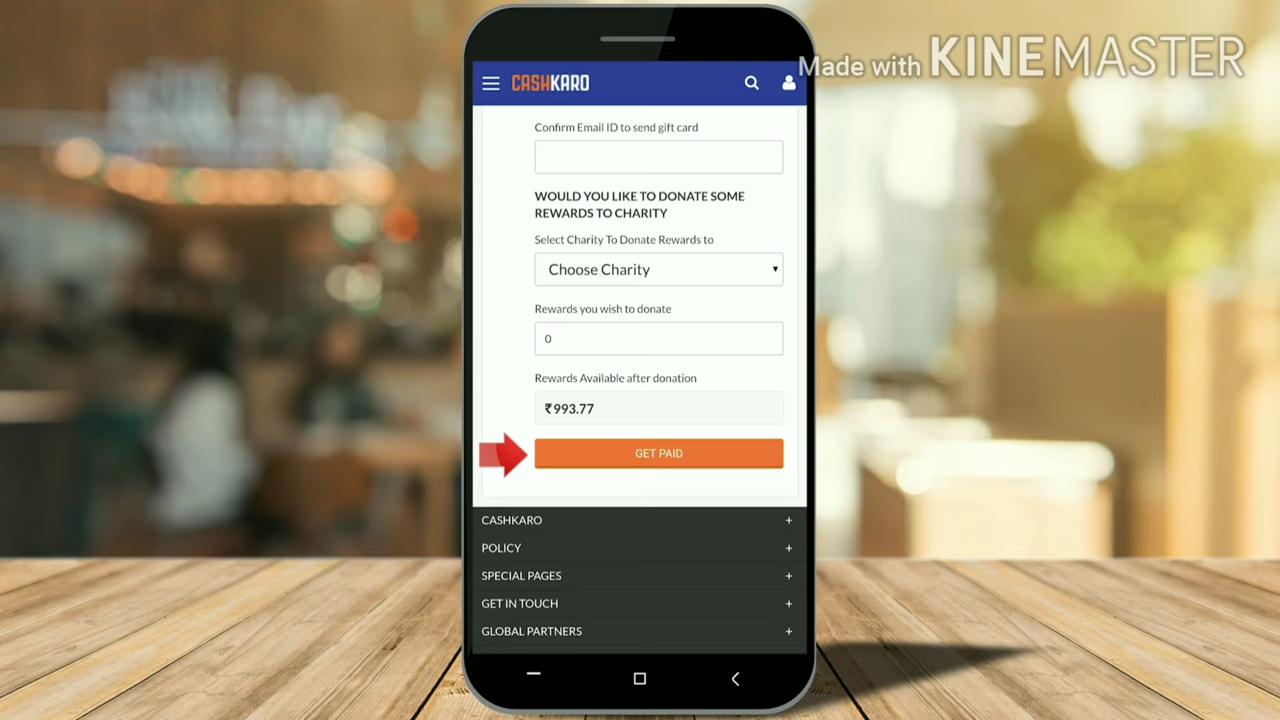 Made with KINEMASTER
CASHKARO
Confirm Email ID to send gift card
WOULD YOU LIKE TO DONATE SOME
REWARDS TO CHARITY
Select Charity To Donate Rewards to
Choose Charity
Rewards you wish to donate
0
Rewards Available after donation
₹993.77
GET PAID
CASHKARO +
POLICY +
SPECIAL PAGES +
GET IN TOUCH +
GLOBAL PARTNERS +